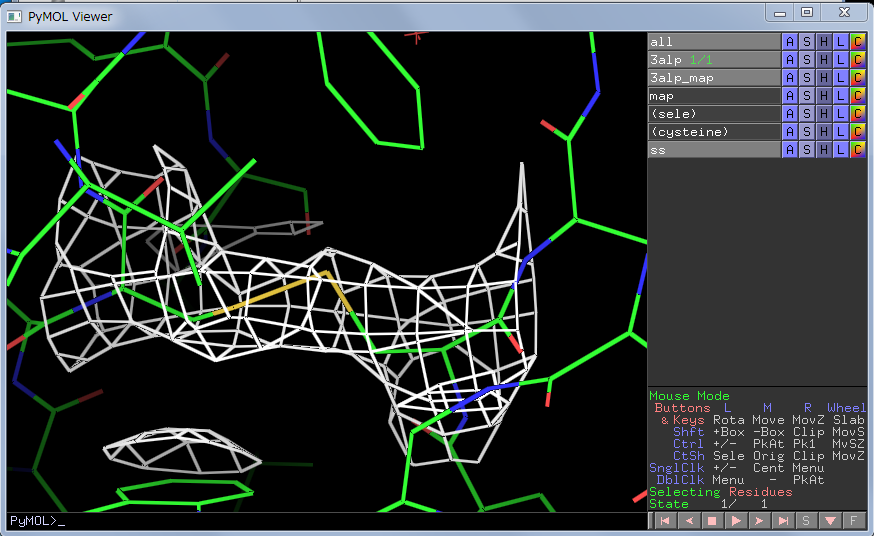 PyMOL Viewer
all A S H L C
3alp 1/1 A S H L C
3alp_map A S H L C
map A S H L C
(sele) A S H L C
(cysteine) A S H L C
ss A S H L C
Mouse Mode
Buttons L M R Wheel
& Keys Rota Move MovZ Slab
Shft +Box -Box Clip MovS
Ctrl +/- PkAt Pk1 MvSZ
CtSh Sele Orig Clip MovZ
SnglClk +/- Cent Menu
DblClk Menu - PkAt
Selecting Residues
State 1/ 1
PyMOL>_
S F